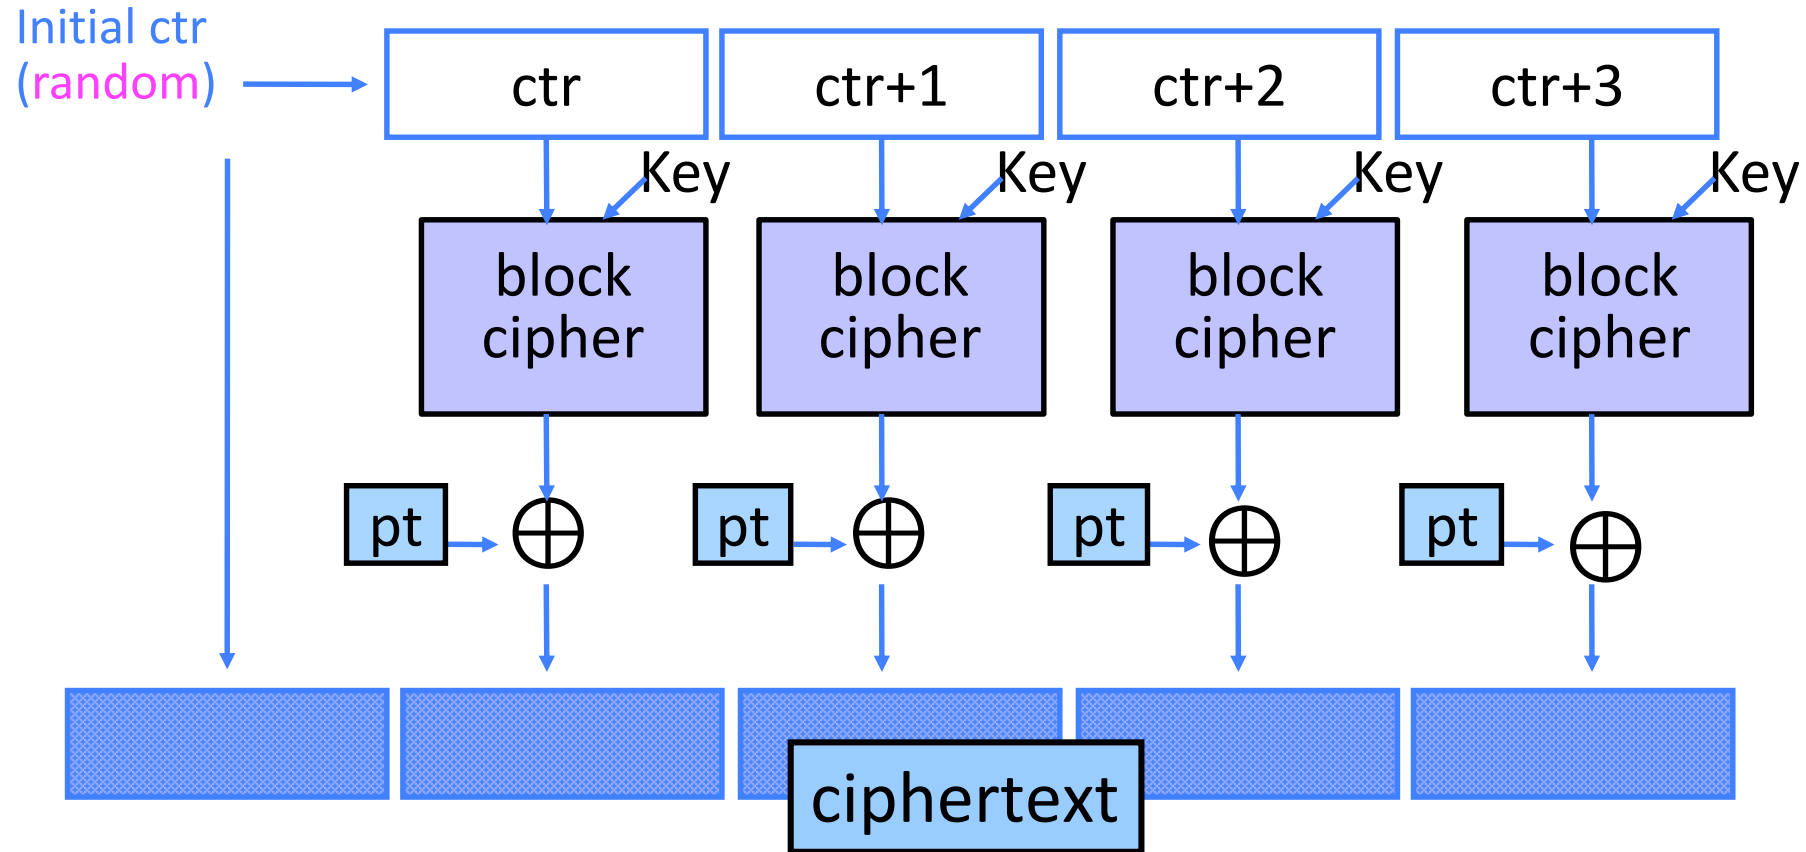 Initial ctr
(random)
ctr
ctr+1
ctr+2
ctr+3
Key
Key
Key
Key
block
cipher
block
cipher
block
cipher
block
cipher
pt
pt
pt
pt
ciphertext